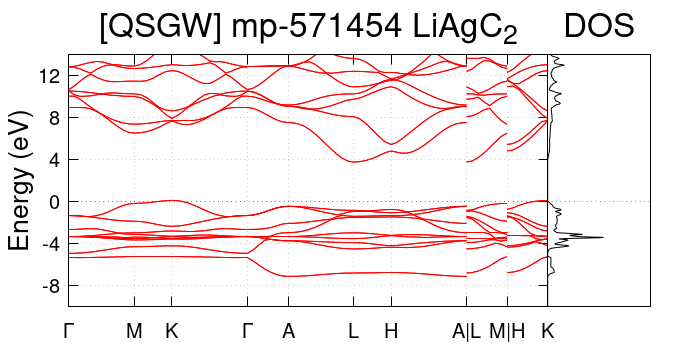 [QSGW] mp-571454 LiAgC₂ DOS
Energy (eV)
12
8
4
0
-4
-8
Γ M K Γ A L H A|L M|H K